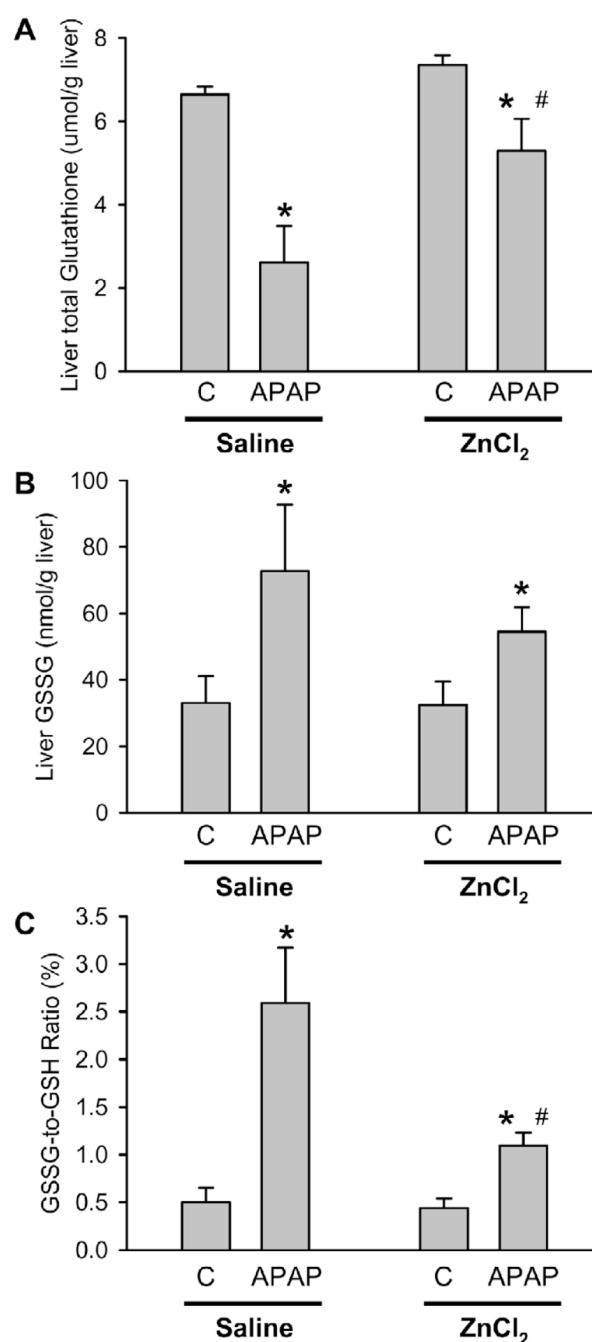 A
Liver total Glutathione (umol/g liver)
8
6
4
2
0
*
* #
C APAP C APAP
Saline ZnCl₂
B
Liver GSSG (nmol/g liver)
100
80
60
40
20
0
*
*
C APAP C APAP
Saline ZnCl₂
C
GSSG-to-GSH Ratio (%)
3.5
3.0
2.5
2.0
1.5
1.0
0.5
0.0
*
* #
C APAP C APAP
Saline ZnCl₂